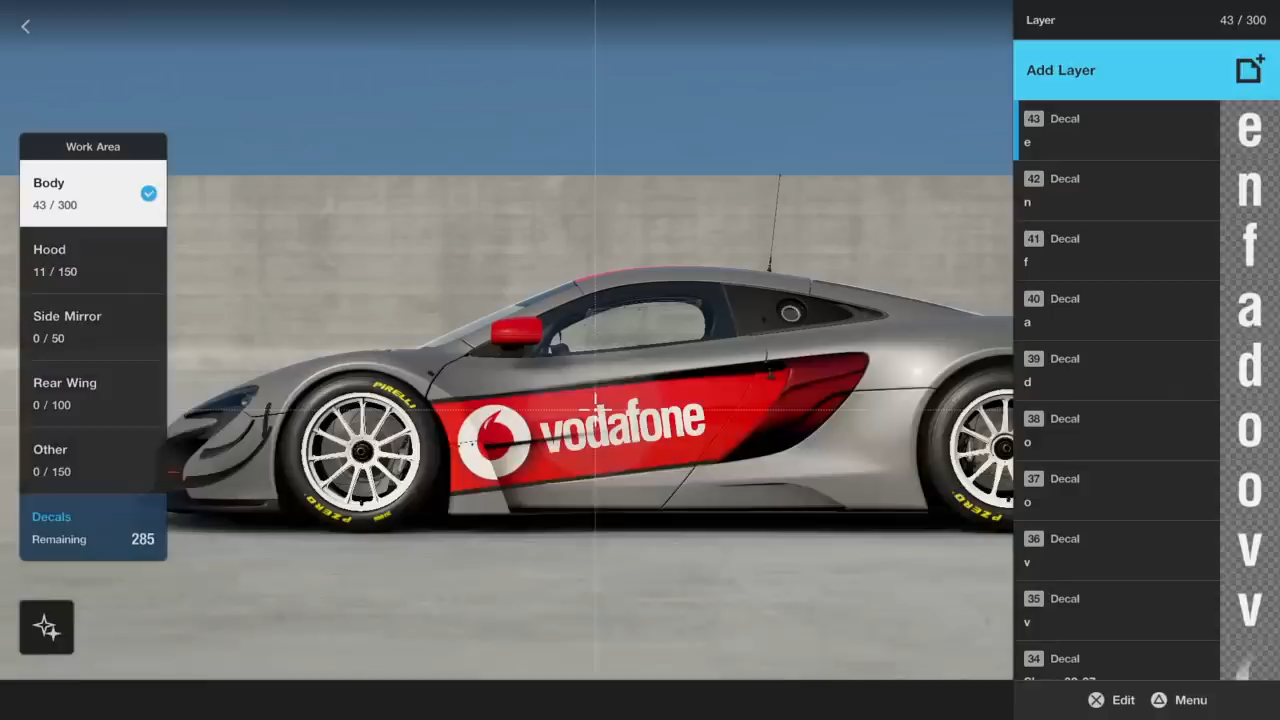 Layer 43 / 300
Add Layer
43 Decal
e
e
42 Decal
n
n
41 Decal
f
f
40 Decal
a
a
39 Decal
d
d
38 Decal
o
o
37 Decal
o
o
36 Decal
v
v
35 Decal
v
v
34 Decal
Work Area
Body
43 / 300
Hood
11 / 150
Side Mirror
0 / 50
Rear Wing
0 / 100
Other
0 / 150
Decals
Remaining 285
PIRELLI
PZERO
vodafone
PZERO
Edit Menu